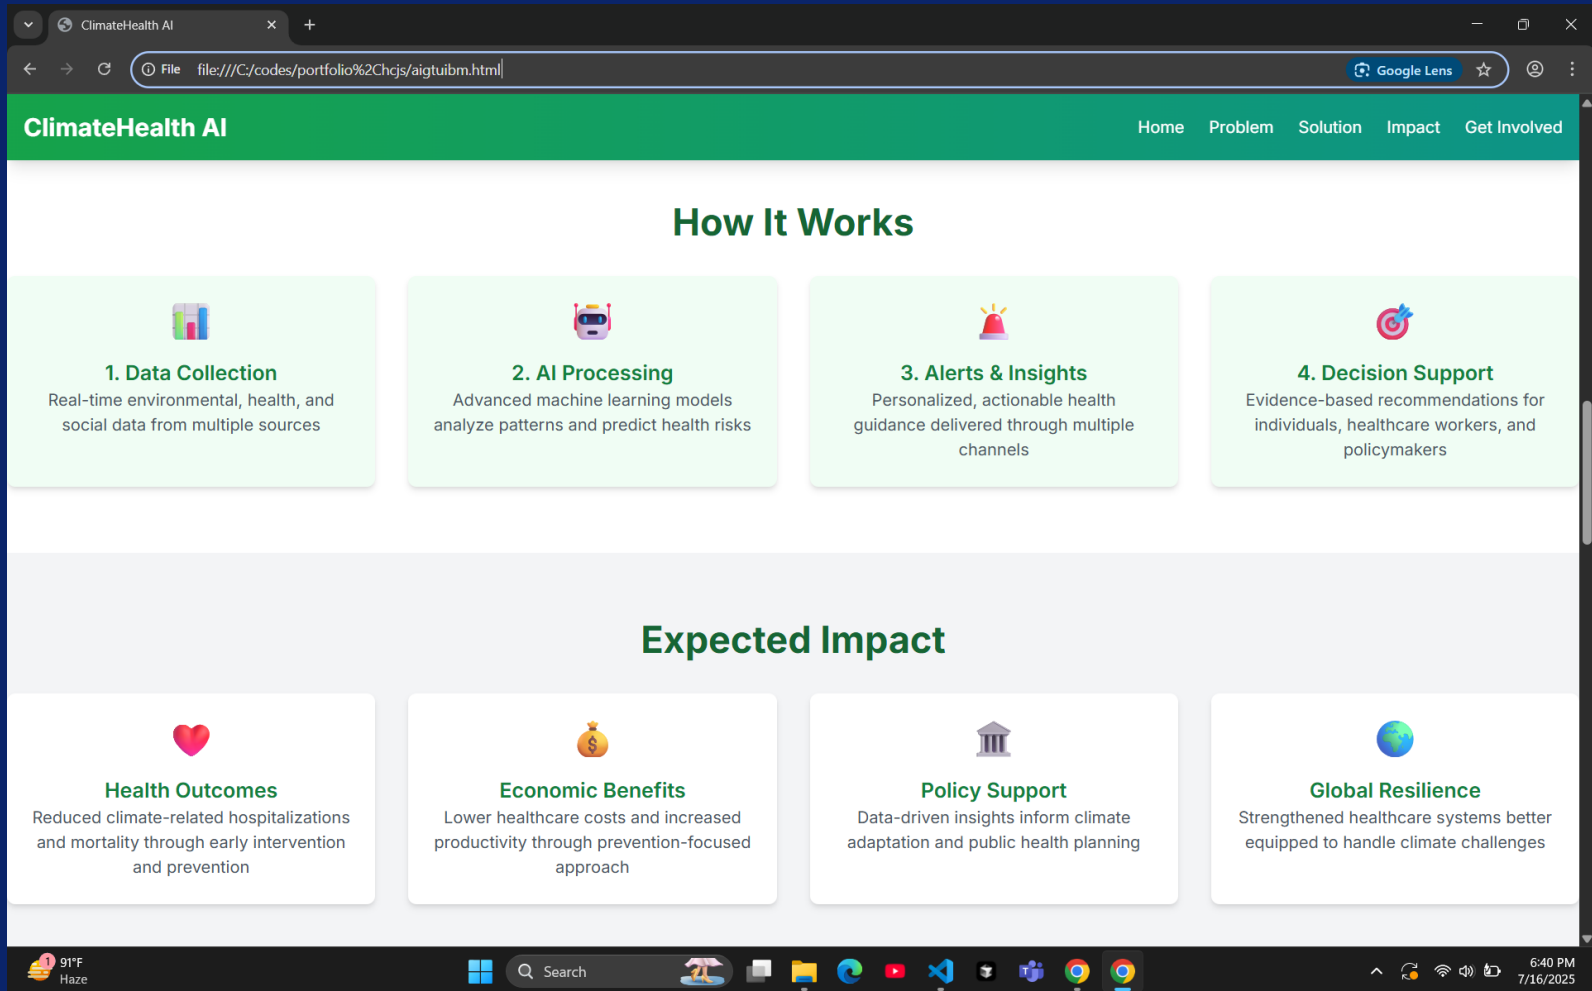 ClimateHealth AI
File
file:///C:/codes/portfolio%2Chcjs/aigtuibm.html
Google Lens
ClimateHealth AI
Home Problem Solution Impact Get Involved
How It Works
1. Data Collection
Real-time environmental, health, and
social data from multiple sources
2. AI Processing
Advanced machine learning models
analyze patterns and predict health risks
3. Alerts & Insights
Personalized, actionable health
guidance delivered through multiple
channels
4. Decision Support
Evidence-based recommendations for
individuals, healthcare workers, and
policymakers
Expected Impact
Health Outcomes
Reduced climate-related hospitalizations
and mortality through early intervention
and prevention
Economic Benefits
Lower healthcare costs and increased
productivity through prevention-focused
approach
Policy Support
Data-driven insights inform climate
adaptation and public health planning
Global Resilience
Strengthened healthcare systems better
equipped to handle climate challenges
1
91°F
Haze
Search
6:40 PM
7/16/2025